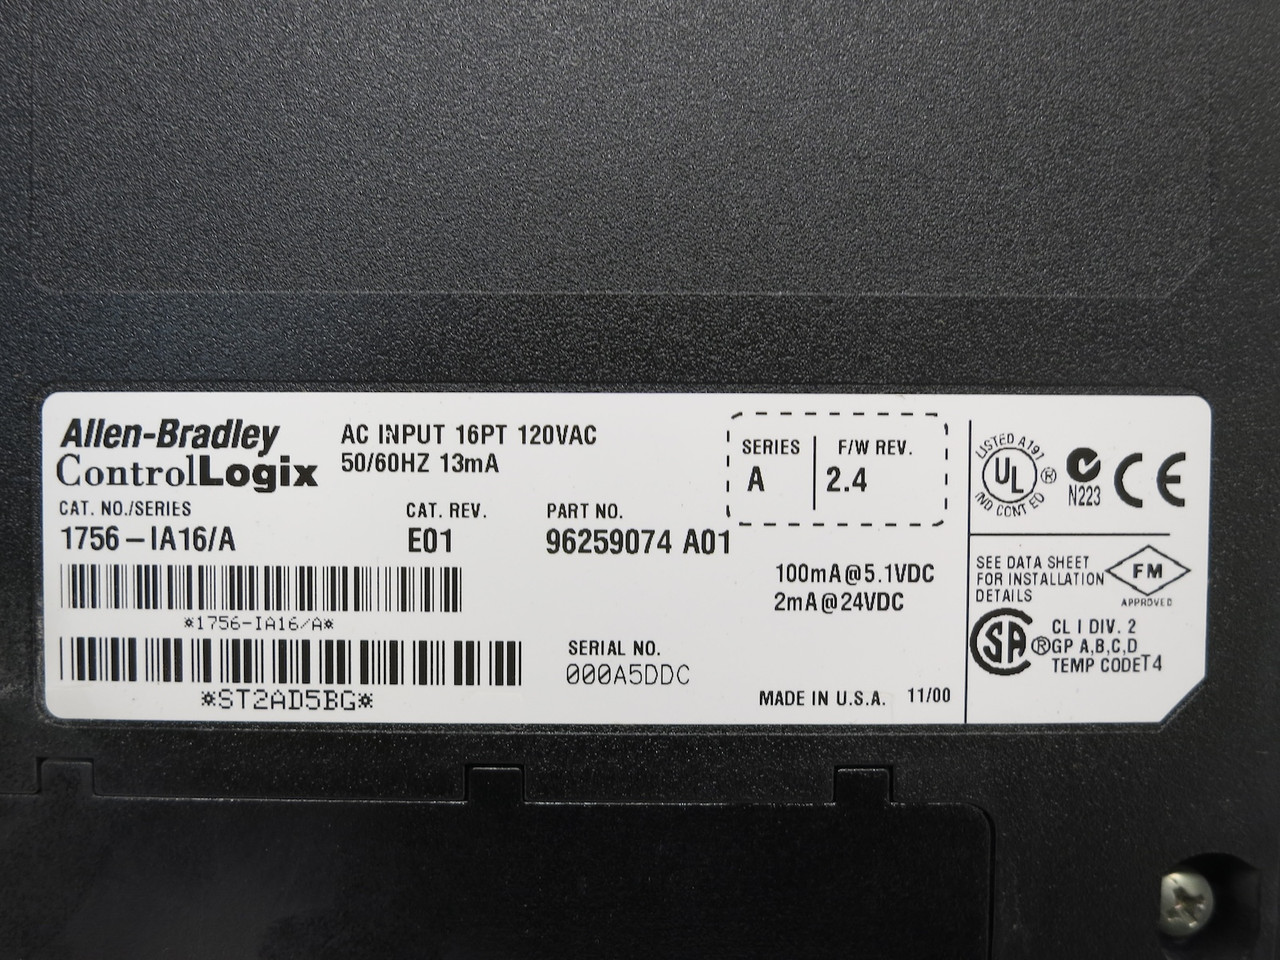 Allen-Bradley
ControlLogix
AC INPUT 16PT 120VAC
50/60HZ 13mA
SERIES
A
F/W REV.
2.4
CAT. NO./SERIES
1756-IA16/A
CAT. REV.
E01
PART NO.
96259074 A01
*1756-IA16/A*
*ST2AD5BG*
100mA@5.1VDC
2mA@24VDC
SERIAL NO.
000A5DDC
MADE IN U.S.A. 11/00
LISTED A191
UL ®
IND CONT EQ
N223
CE
SEE DATA SHEET
FOR INSTALLATION
DETAILS
FM
APPROVED
SA ®
CL I DIV. 2
GP A,B,C,D
TEMP CODE T4